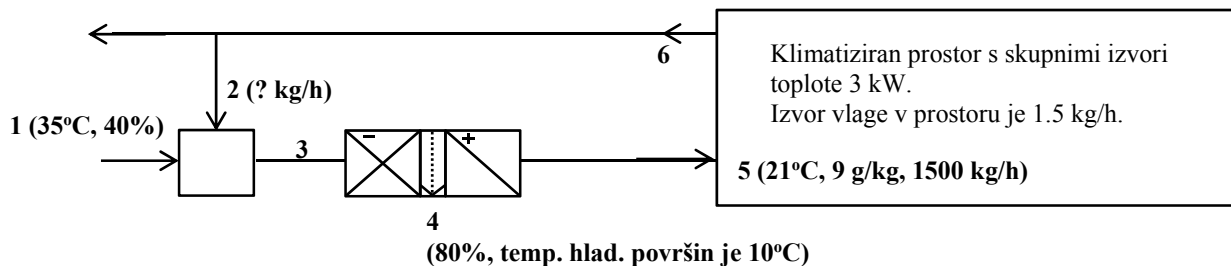 6
Klimatiziran prostor s skupnimi izvori
toplote 3 kW.
Izvor vlage v prostoru je 1.5 kg/h.
2 (? kg/h)
1 (35°C, 40%)
3
-
+
5 (21°C, 9 g/kg, 1500 kg/h)
4
(80%, temp. hlad. površin je 10°C)